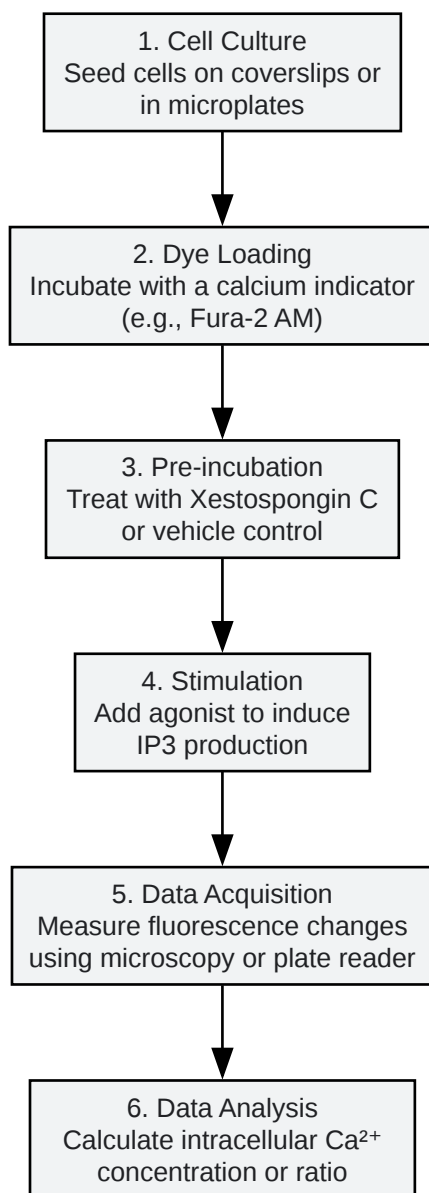 1. Cell Culture
Seed cells on coverslips or
in microplates
2. Dye Loading
Incubate with a calcium indicator
(e.g., Fura-2 AM)
3. Pre-incubation
Treat with Xestospongin C
or vehicle control
4. Stimulation
Add agonist to induce
IP3 production
5. Data Acquisition
Measure fluorescence changes
using microscopy or plate reader
6. Data Analysis
Calculate intracellular Ca²⁺
concentration or ratio